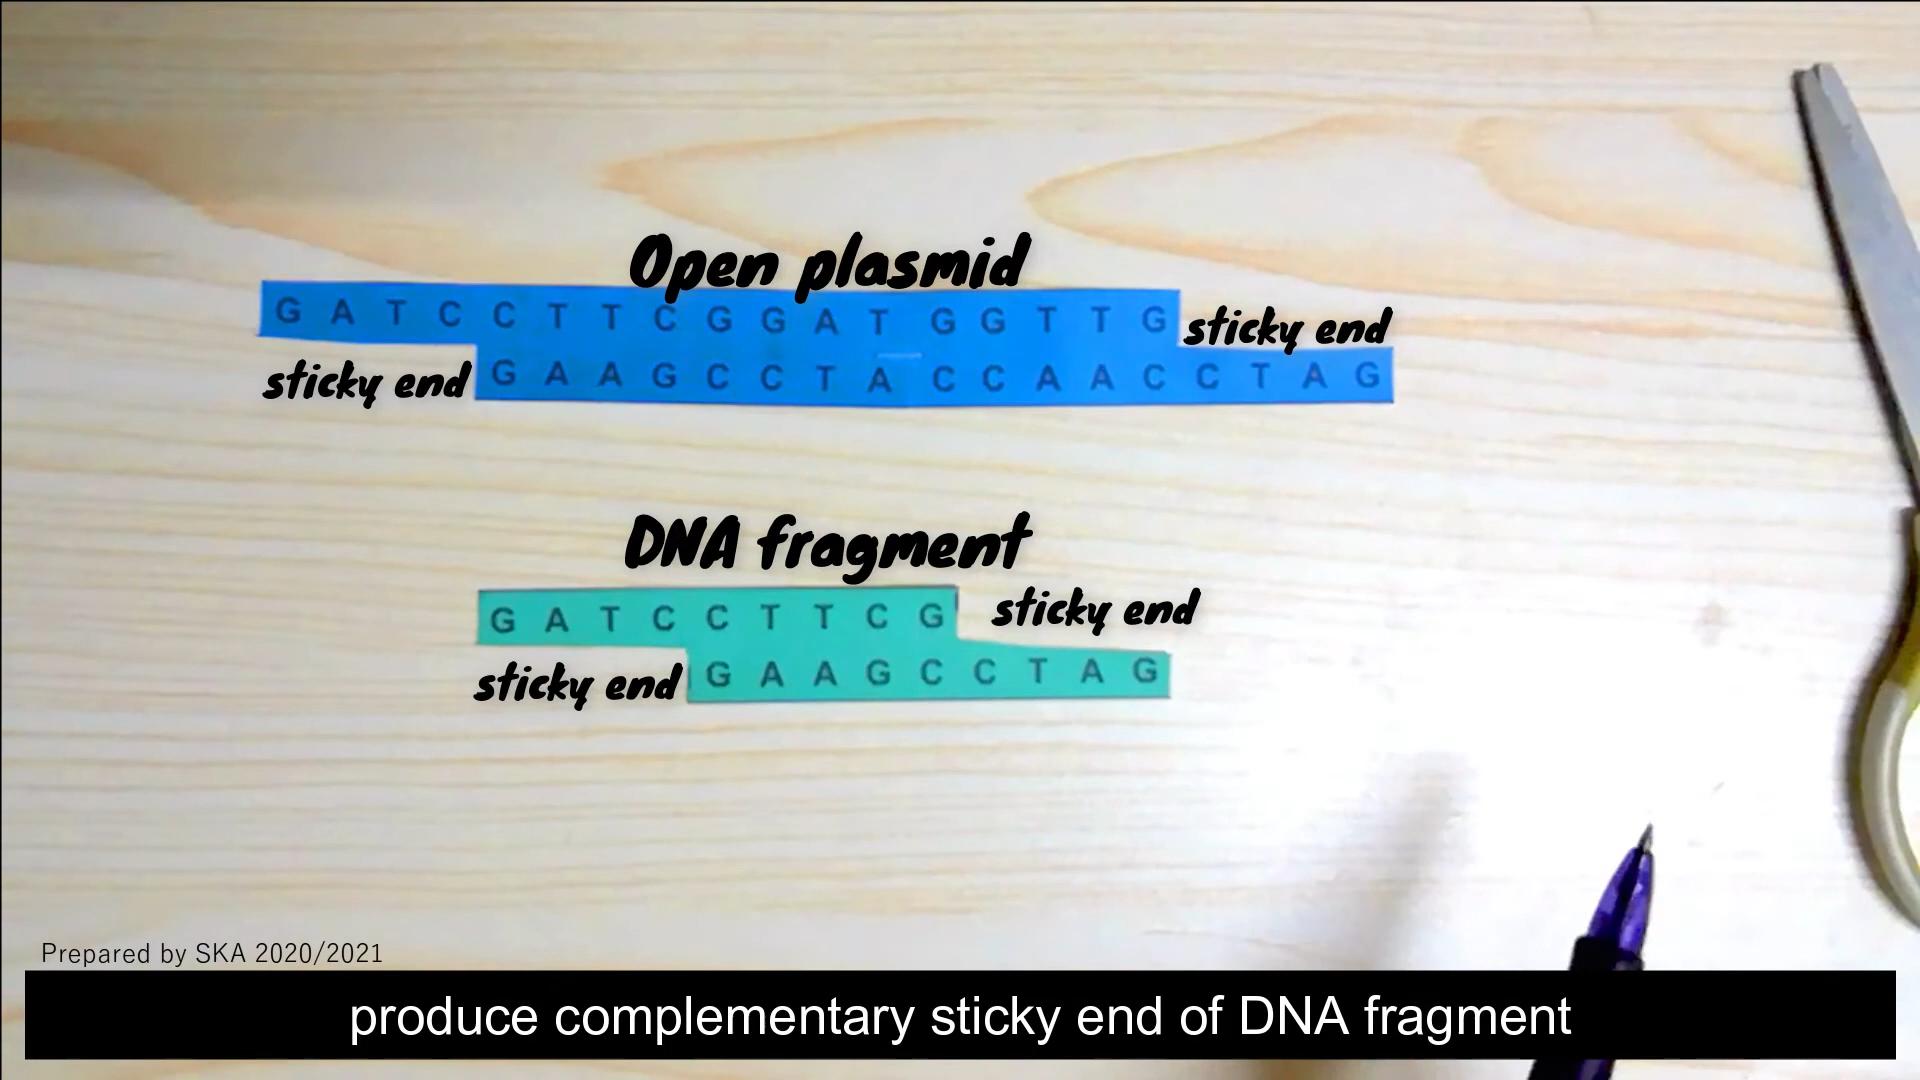 Open plasmid
G A T C C T T C G G A T G G T T G
sticky end
sticky end
G A A G C C T A C C A A C C T A G
DNA fragment
G A T C C T T C G
sticky end
sticky end
G A A G C C T A G
Prepared by SKA 2020/2021
produce complementary sticky end of DNA fragment